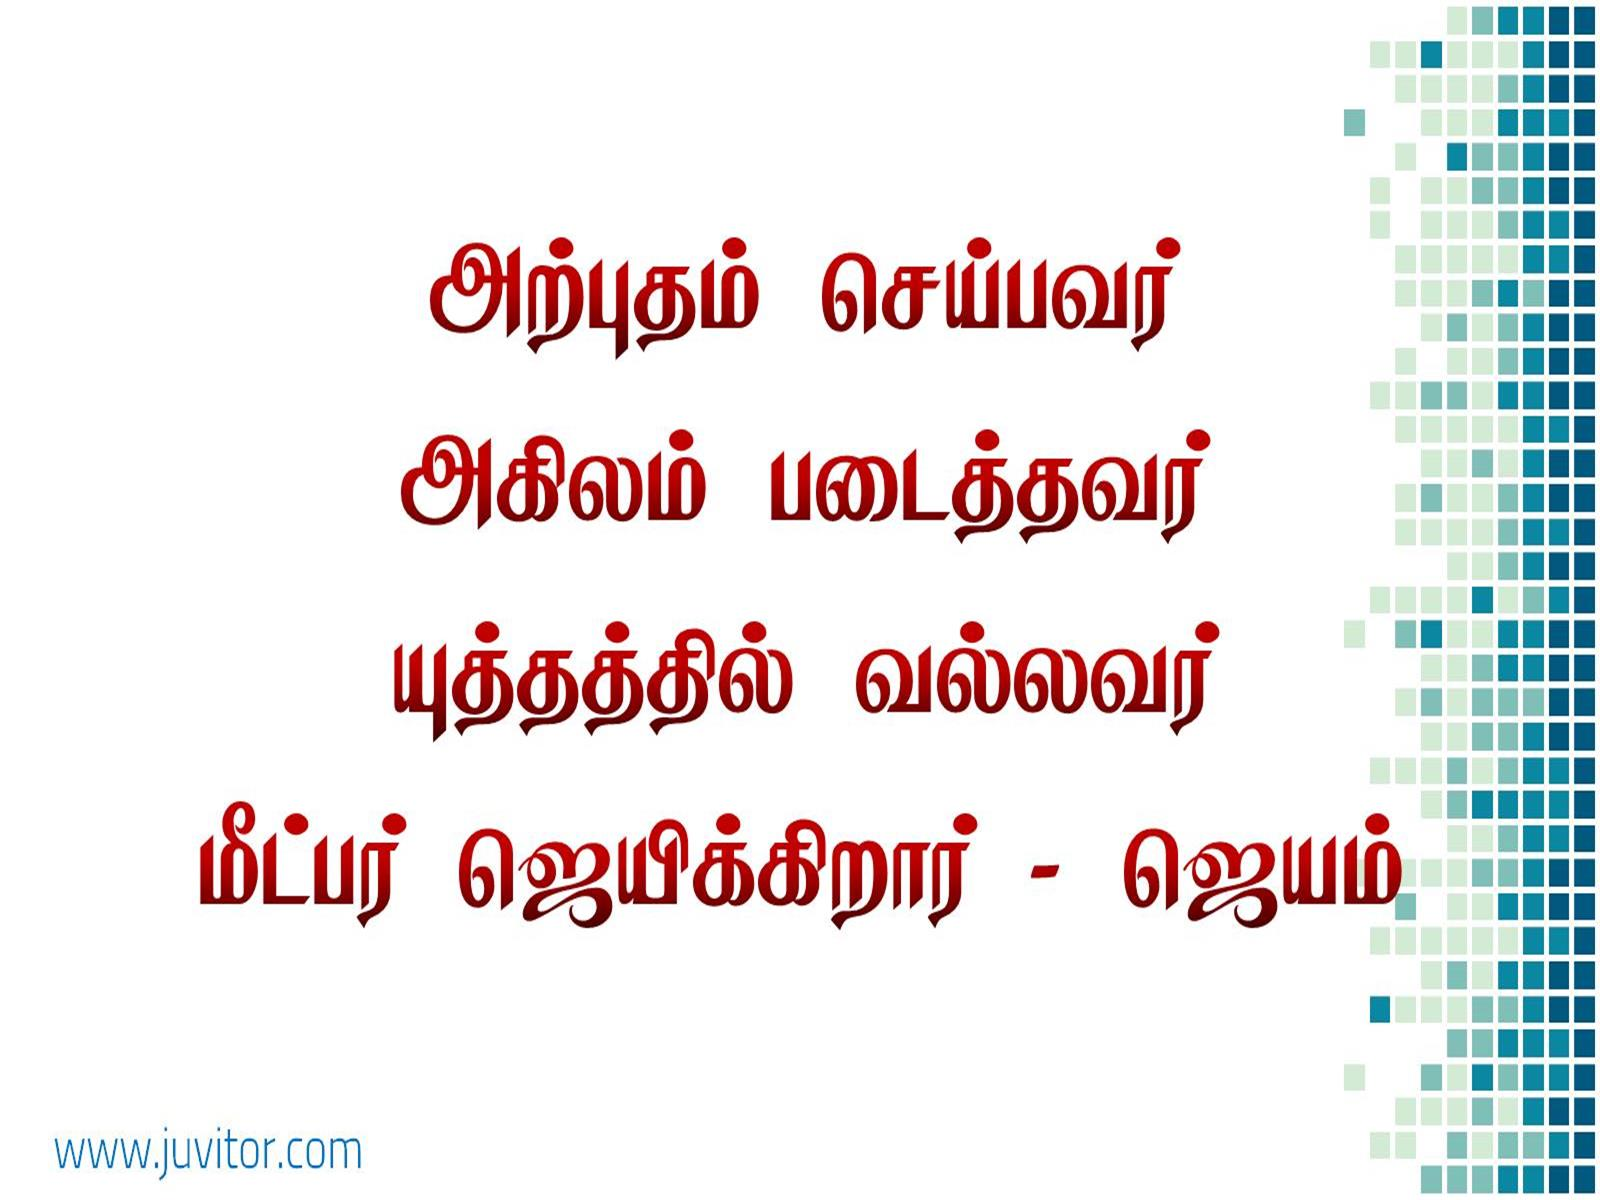 அற்புதம் செய்பவர்
அகிலம் படைத்தவர்
யுத்தத்தில் வல்லவர்
மீட்பர் ஜெயிக்கிறார் - ஜெயம்
www.juvitor.com